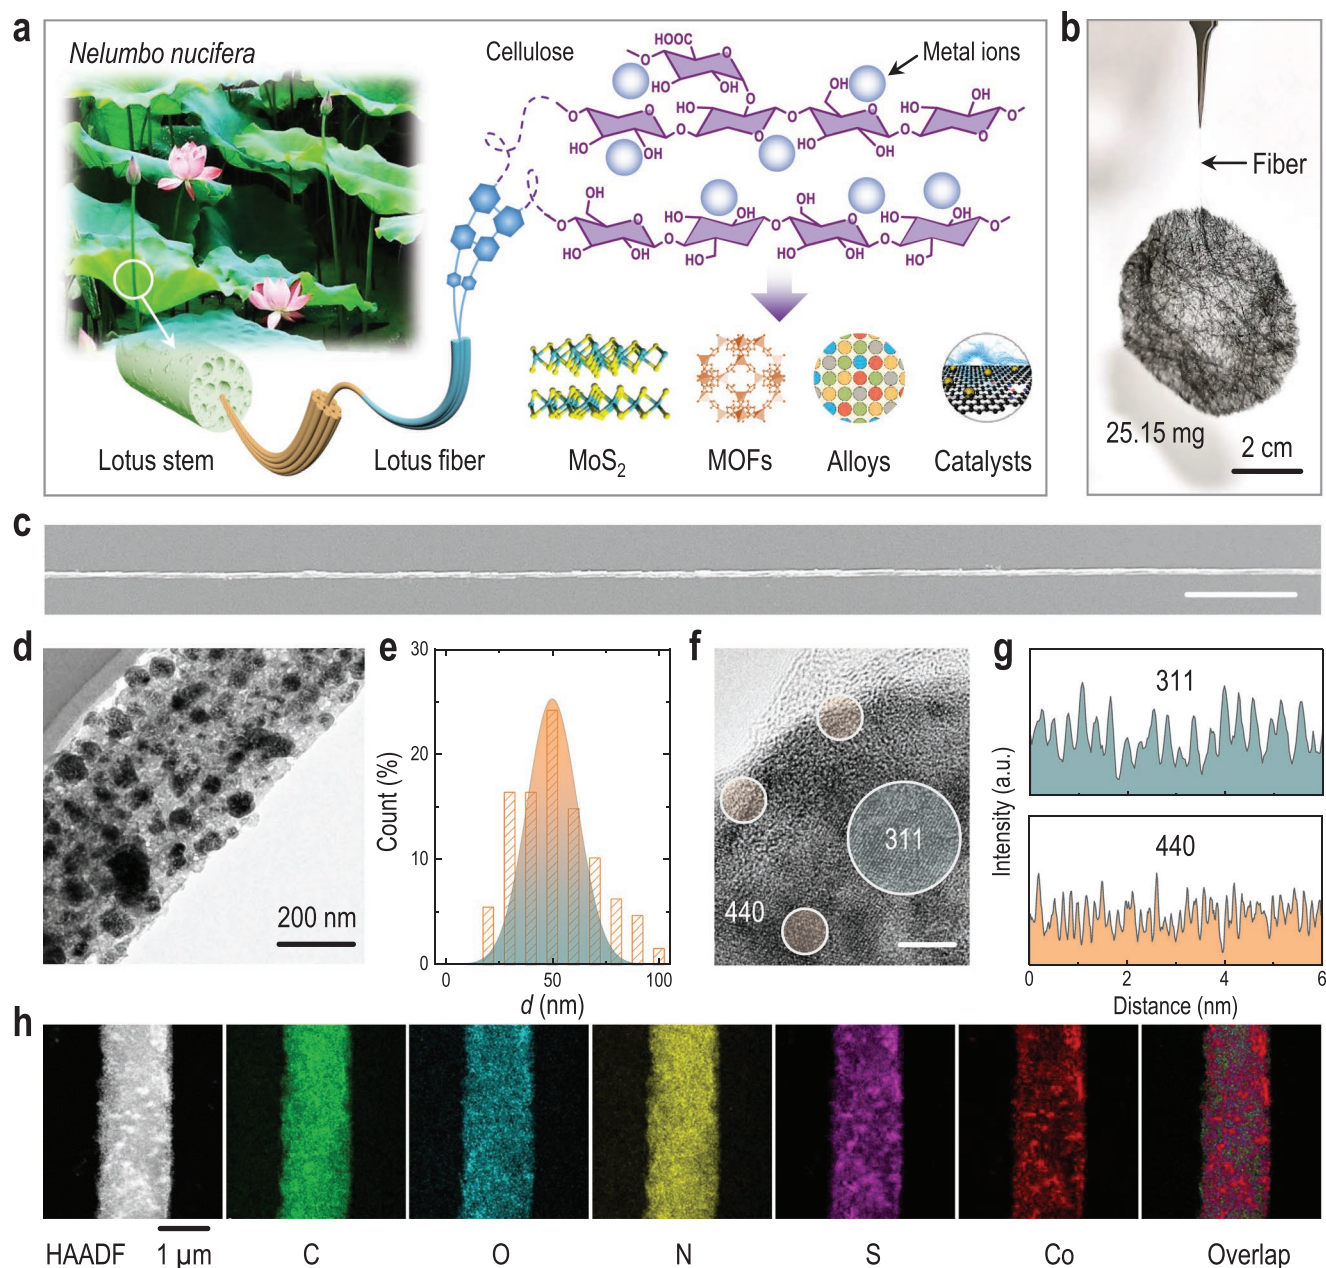 a
Nelumbo nucifera
Cellulose
Metal ions
HOOC
O
O
HO
OH
O
OH
O
O
HO
HO
OH
O
HO
O
O
O
HO
OH
O
HO
OH
O
O
OH
O
O
HO
OH
O
HO
OH
HO
O
OH
O
HO
OH
O
HO
OH
HO
O
Lotus stem
Lotus fiber
MoS₂
MOFs
Alloys
Catalysts
b
Fiber
25.15 mg
2 cm
c
d
200 nm
e
30
20
10
0
Count (%)
0
50
100
d (nm)
f
311
440
g
311
440
Intensity (a.u.)
0
2
4
6
Distance (nm)
h
HAADF
1 μm
C
O
N
S
Co
Overlap